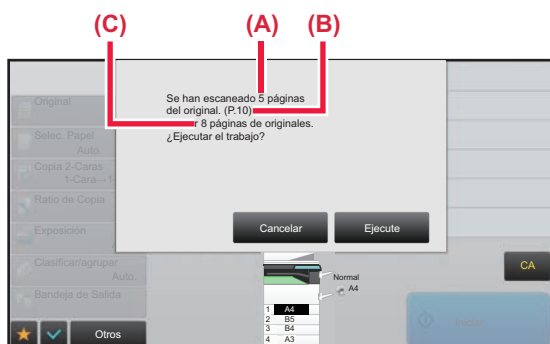 (C) (A) (B)
Se han escaneado 5 páginas
del original. (P.10)
r 8 páginas de originales.
¿Ejecutar el trabajo?
Cancelar Ejecute
Original
Selec. Papel
Auto.
Copia 2-Caras
1-Cara→1
Ratio de Copia
Exposición
Clasificar/agrupar
Auto.
Bandeja de Salida
Otros
Normal
A4
1 A4
2 B5
3 B4
4 A3
CA
Iniciar